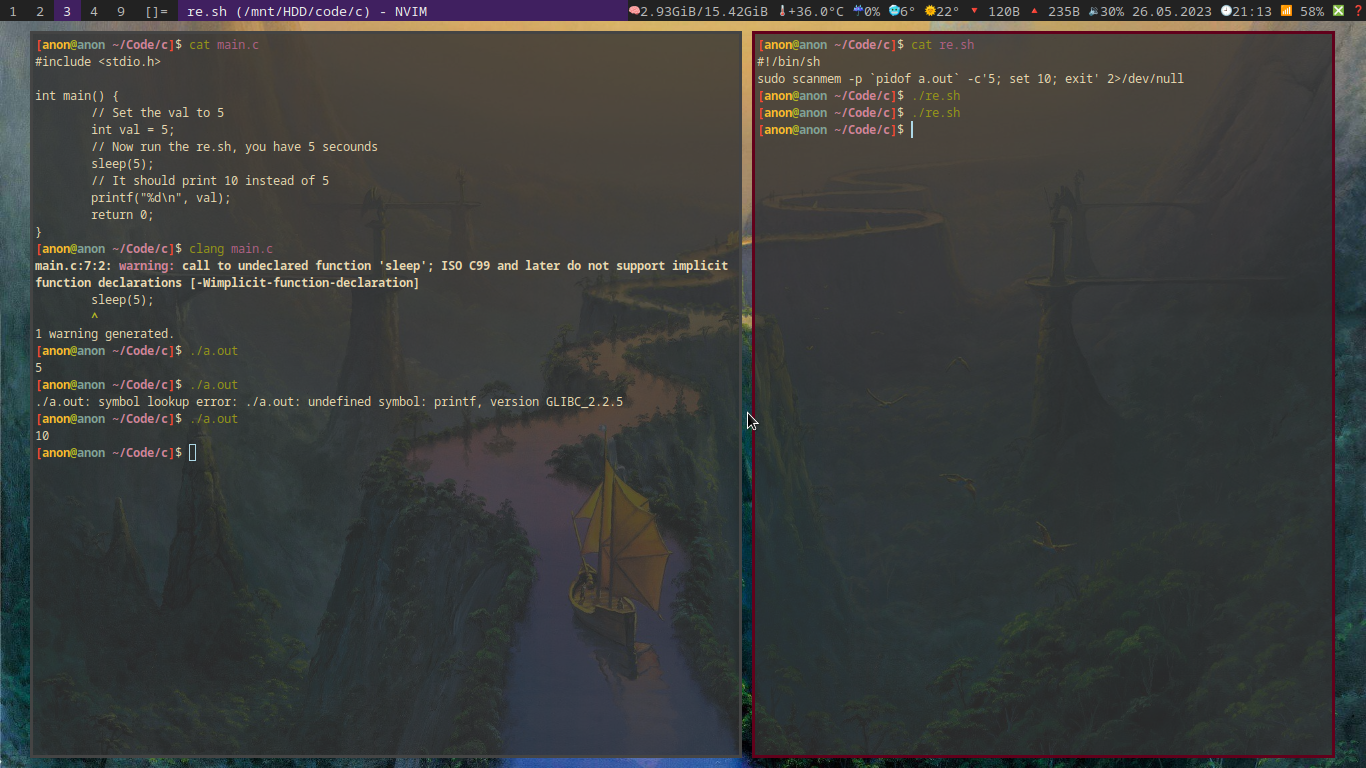 1 2 3 4 9 []= re.sh (/mnt/HDD/code/c) - NVIM 2.93GiB/15.42GiB +36.0°C 0% 6° 22° 120B 235B 30% 26.05.2023 21:13 58% ?
[anon@anon ~/Code/c]$ cat main.c
#include <stdio.h>
int main() {
// Set the val to 5
int val = 5;
// Now run the re.sh, you have 5 seconds
sleep(5);
// It should print 10 instead of 5
printf("%d\n", val);
return 0;
}
[anon@anon ~/Code/c]$ clang main.c
main.c:7:2: warning: call to undeclared function 'sleep'; ISO C99 and later do not support implicit
function declarations [-Wimplicit-function-declaration]
sleep(5);
^
1 warning generated.
[anon@anon ~/Code/c]$ ./a.out
5
[anon@anon ~/Code/c]$ ./a.out
./a.out: symbol lookup error: ./a.out: undefined symbol: printf, version GLIBC_2.2.5
[anon@anon ~/Code/c]$ ./a.out
10
[anon@anon ~/Code/c]$
[anon@anon ~/Code/c]$ cat re.sh
#!/bin/sh
sudo scanmem -p `pidof a.out` -c'5; set 10; exit' 2>/dev/null
[anon@anon ~/Code/c]$ ./re.sh
[anon@anon ~/Code/c]$ ./re.sh
[anon@anon ~/Code/c]$